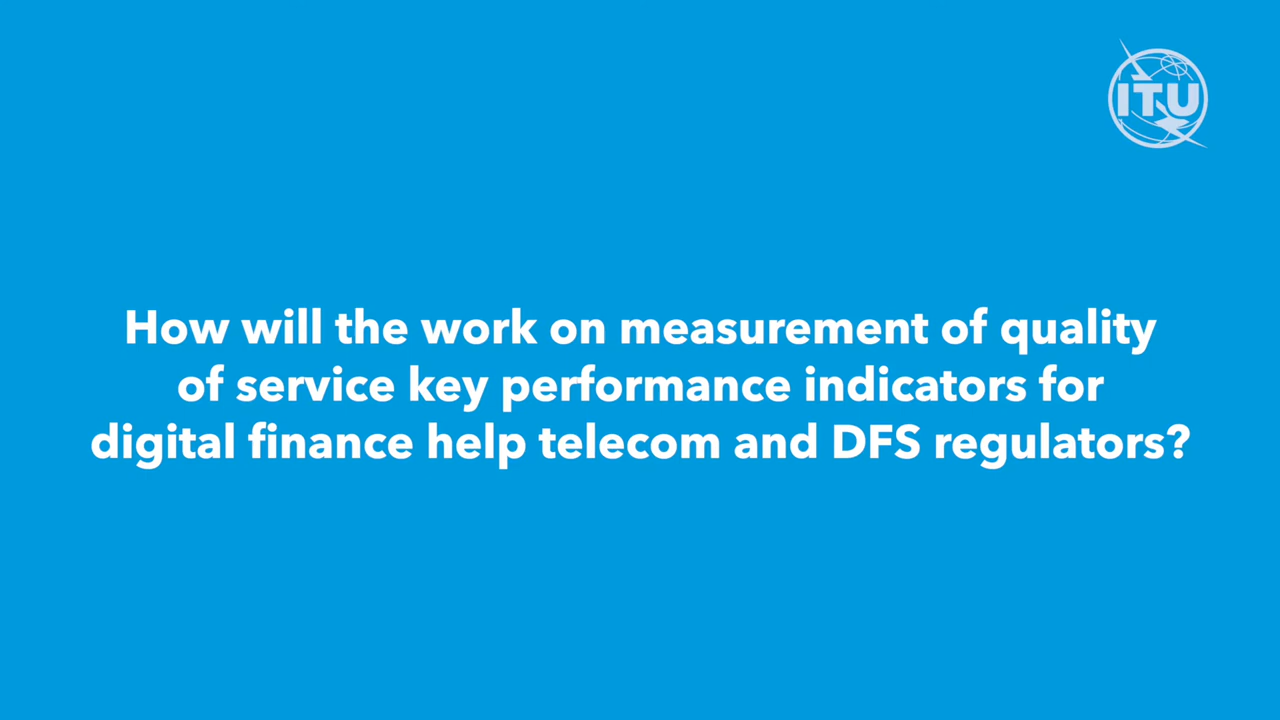 ITU
How will the work on measurement of quality
of service key performance indicators for
digital finance help telecom and DFS regulators?